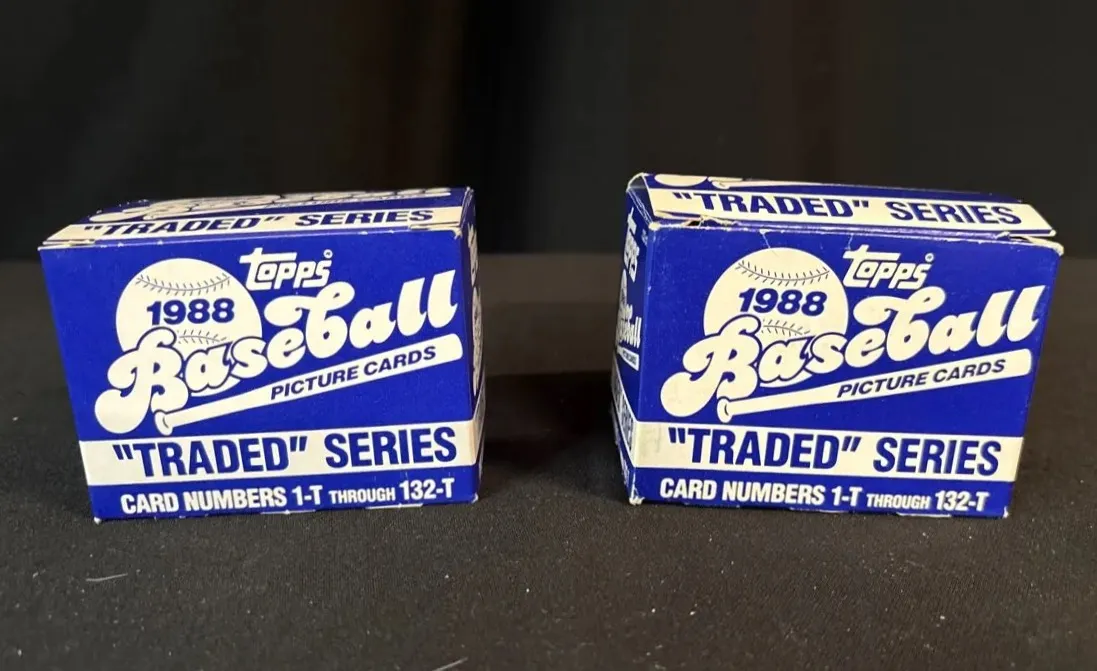 "TRADED" SERIES
topps
1988
Baseball
PICTURE CARDS
"TRADED" SERIES
CARD NUMBERS 1-T THROUGH 132-T
"TRADED" SERIES
topps
1988
Baseball
PICTURE CARDS
"TRADED" SERIES
CARD NUMBERS 1-T THROUGH 132-T